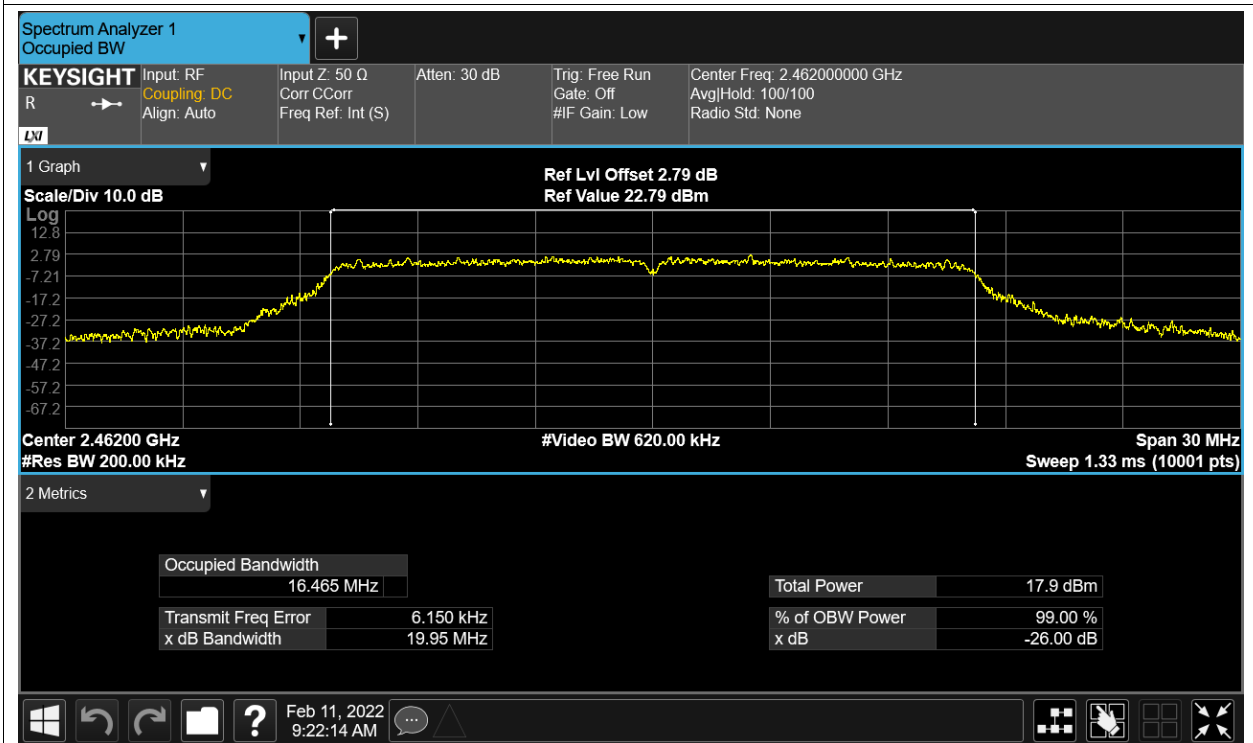 Spectrum Analyzer 1
Occupied BW
KEYSIGHT
R
LXI
Input: RF
Coupling: DC
Align: Auto
Input Z: 50 Ω
Corr CCorr
Freq Ref: Int (S)
Atten: 30 dB
Trig: Free Run
Gate: Off
#IF Gain: Low
Center Freq: 2.462000000 GHz
Avg|Hold: 100/100
Radio Std: None
1 Graph
Scale/Div 10.0 dB
Ref Lvl Offset 2.79 dB
Ref Value 22.79 dBm
Log
12.8
2.79
-7.21
-17.2
-27.2
-37.2
-47.2
-57.2
-67.2
Center 2.46200 GHz
#Video BW 620.00 kHz
Span 30 MHz
#Res BW 200.00 kHz
Sweep 1.33 ms (10001 pts)
2 Metrics
Occupied Bandwidth
16.465 MHz
Total Power 17.9 dBm
Transmit Freq Error 6.150 kHz
% of OBW Power 99.00 %
x dB Bandwidth 19.95 MHz
x dB -26.00 dB
?
Feb 11, 2022
9:22:14 AM